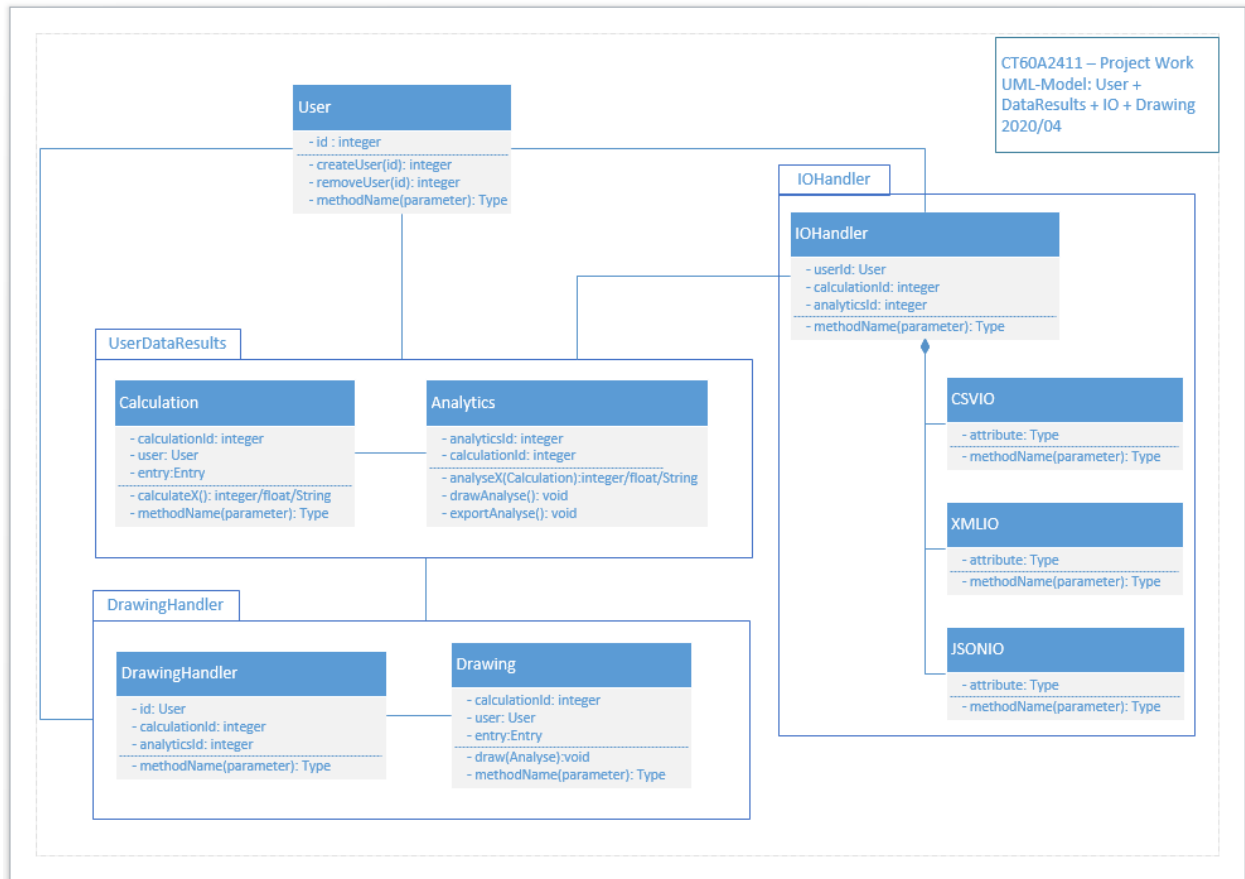 CT60A2411 – Project Work
UML-Model: User +
DataResults + IO + Drawing
2020/04
User
- id : integer
- createUser(id): integer
- removeUser(id): integer
- methodName(parameter): Type
IOHandler
IOHandler
- userId: User
- calculationId: integer
- analyticsId: integer
- methodName(parameter): Type
UserDataResults
Calculation
- calculationId: integer
- user: User
- entry:Entry
- calculateX(): integer/float/String
- methodName(parameter): Type
Analytics
- analyticsId: integer
- calculationId: integer
- analyseX(Calculation):integer/float/String
- drawAnalyse(): void
- exportAnalyse(): void
CSVIO
- attribute: Type
- methodName(parameter): Type
XMLIO
- attribute: Type
- methodName(parameter): Type
JSONIO
- attribute: Type
- methodName(parameter): Type
DrawingHandler
DrawingHandler
- id: User
- calculationId: integer
- analyticsId: integer
- methodName(parameter): Type
Drawing
- calculationId: integer
- user: User
- entry:Entry
- draw(Analyse):void
- methodName(parameter): Type